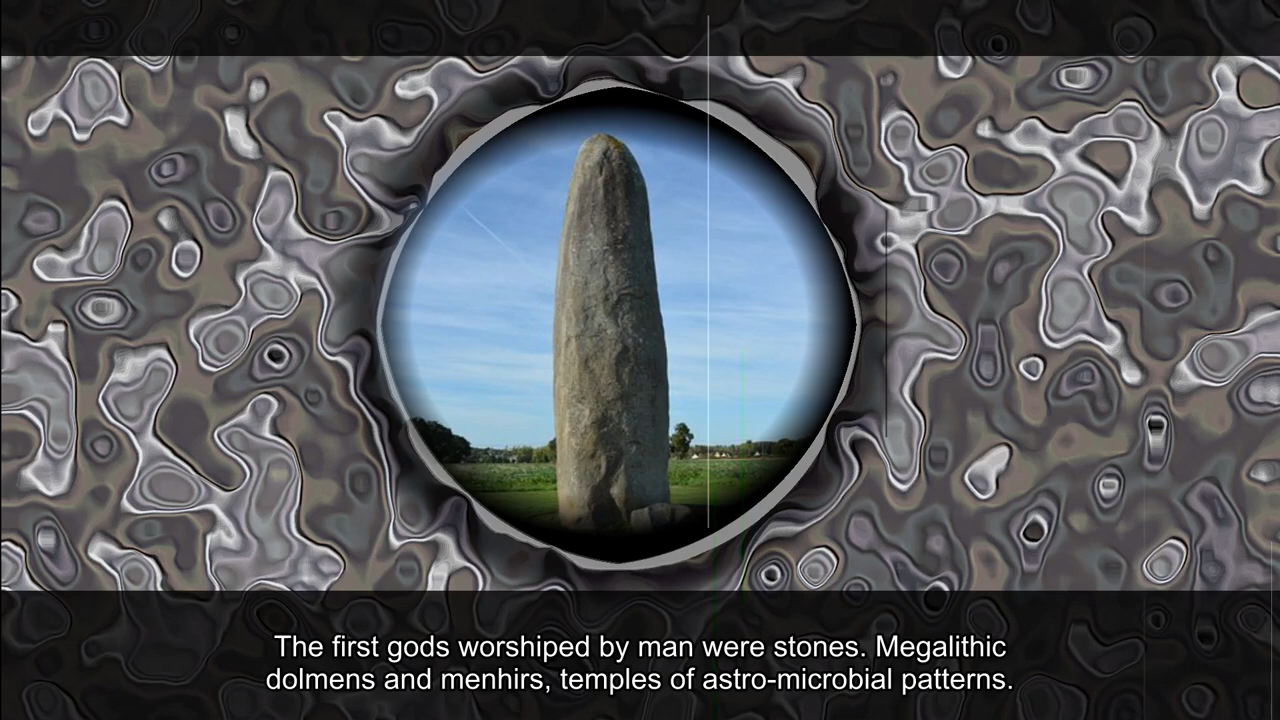 The first gods worshiped by man were stones. Megalithic
dolmens and menhirs, temples of astro-microbial patterns.